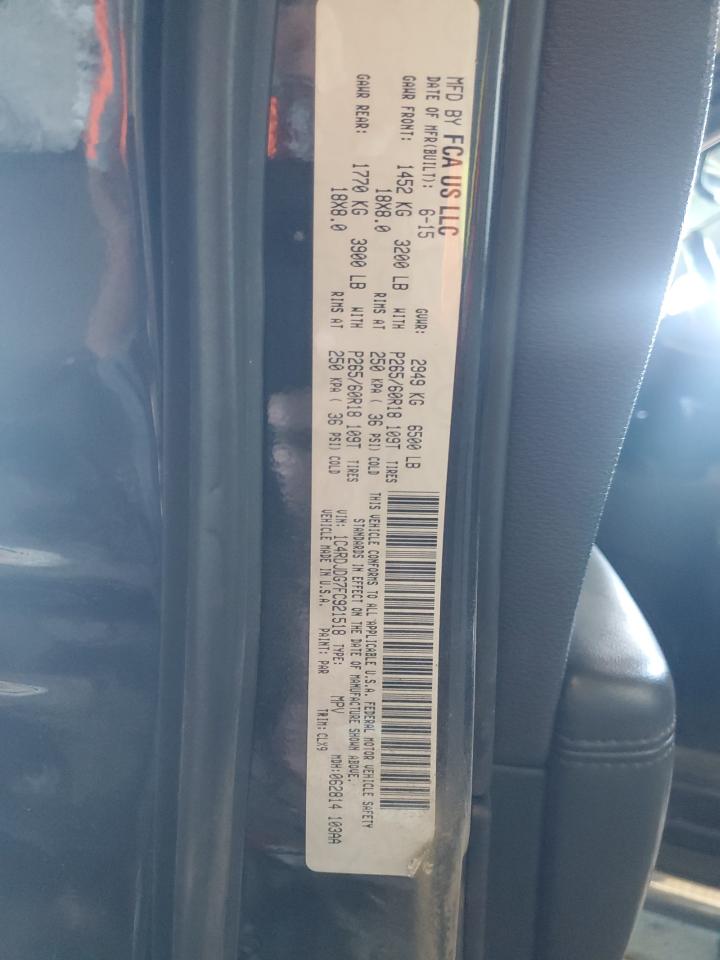 MFD BY FCA US LLC
DATE OF MFR(BUILT): 6-15 GVWR: 2949 KG 6500 LB
GAWR FRONT: 1452 KG 3200 LB WITH P265/60R18 109T TIRES
18X8.0 RIMS AT 250 KPA ( 36 PSI) COLD
GAWR REAR: 1770 KG 3900 LB WITH P265/60R18 109T TIRES
18X8.0 RIMS AT 250 KPA ( 36 PSI) COLD
THIS VEHICLE CONFORMS TO ALL APPLICABLE U.S.A. FEDERAL MOTOR VEHICLE SAFETY
STANDARDS IN EFFECT ON THE DATE OF MANUFACTURE SHOWN ABOVE.
VIN: 1C4RDJDG7FC921518 TYPE: MPV MDH:062814 103AA
VEHICLE MADE IN U.S.A. PAINT: PAR TRIM: CLX9